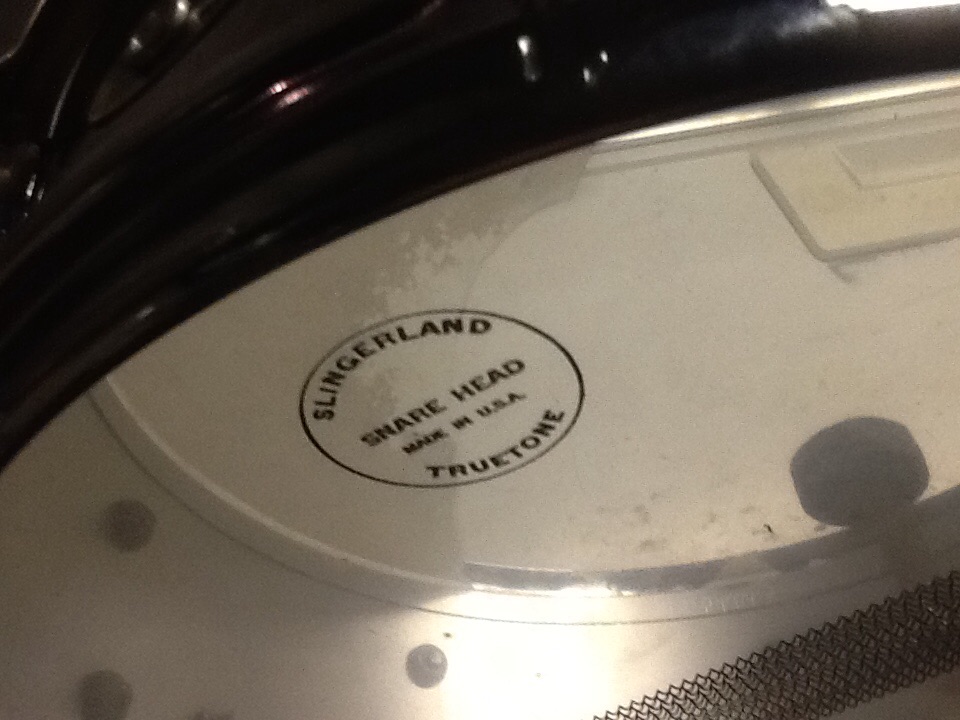 SLINGERLAND
SNARE HEAD
MADE IN U.S.A.
TRUETONE